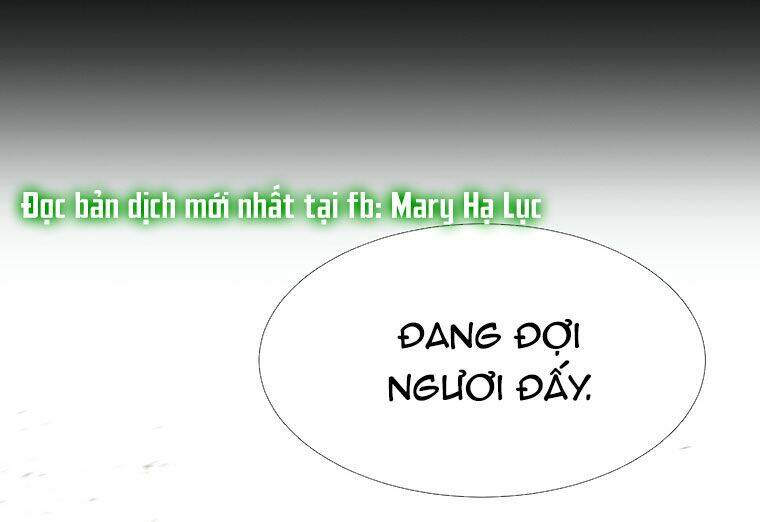 Đọc bản dịch mới nhất tại fb: Mary Hạ Lục
ĐANG ĐỢI
NGƯƠI ĐẤY.